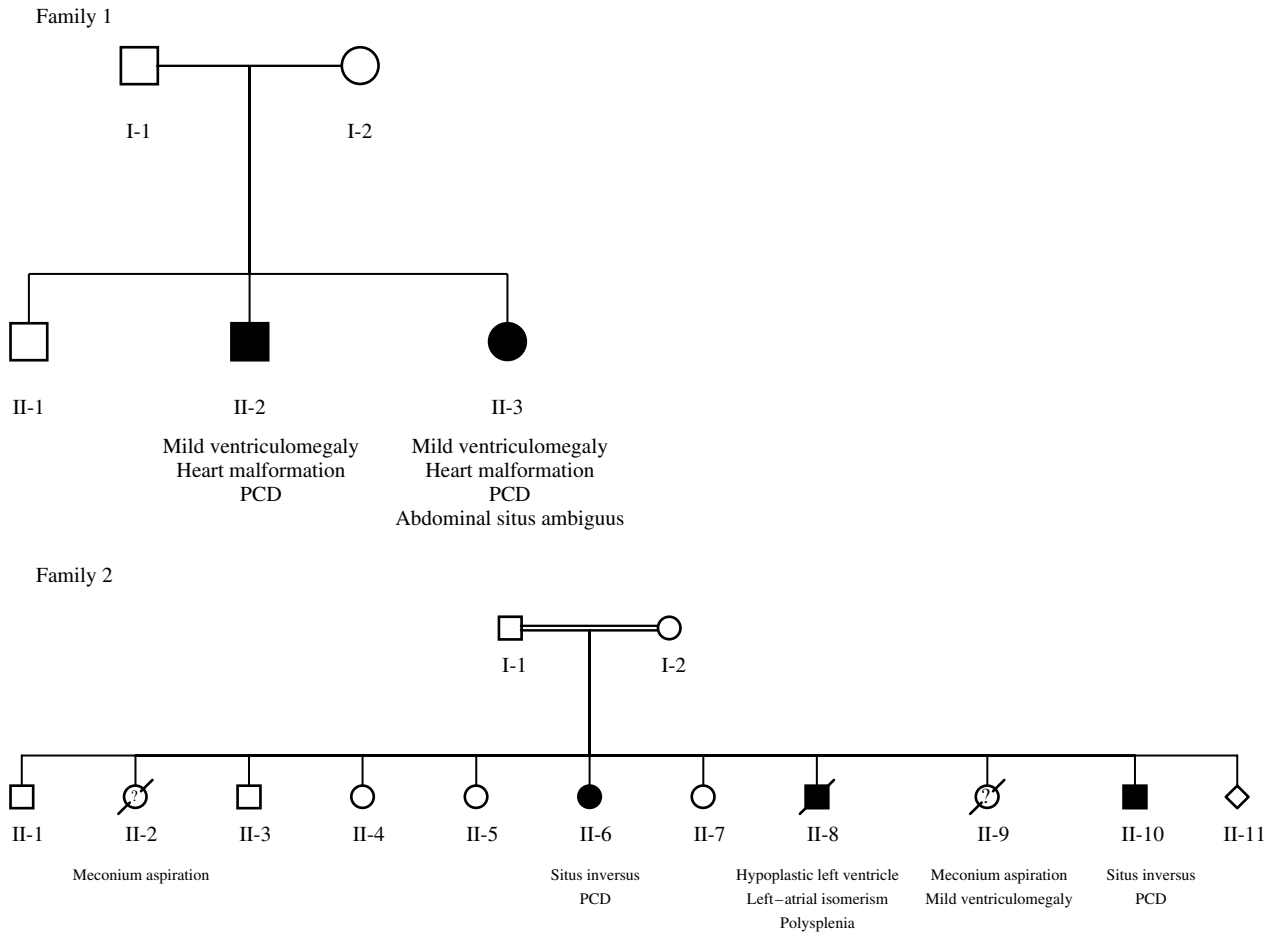 Family 1
I-1
I-2
II-1
II-2
II-3
Mild ventriculomegaly
Heart malformation
PCD
Mild ventriculomegaly
Heart malformation
PCD
Abdominal situs ambiguus
Family 2
I-1
I-2
?
?
II-1
II-2
II-3
II-4
II-5
II-6
II-7
II-8
II-9
II-10
II-11
Meconium aspiration
Situs inversus
PCD
Hypoplastic left ventricle
Left−atrial isomerism
Polysplenia
Meconium aspiration
Mild ventriculomegaly
Situs inversus
PCD